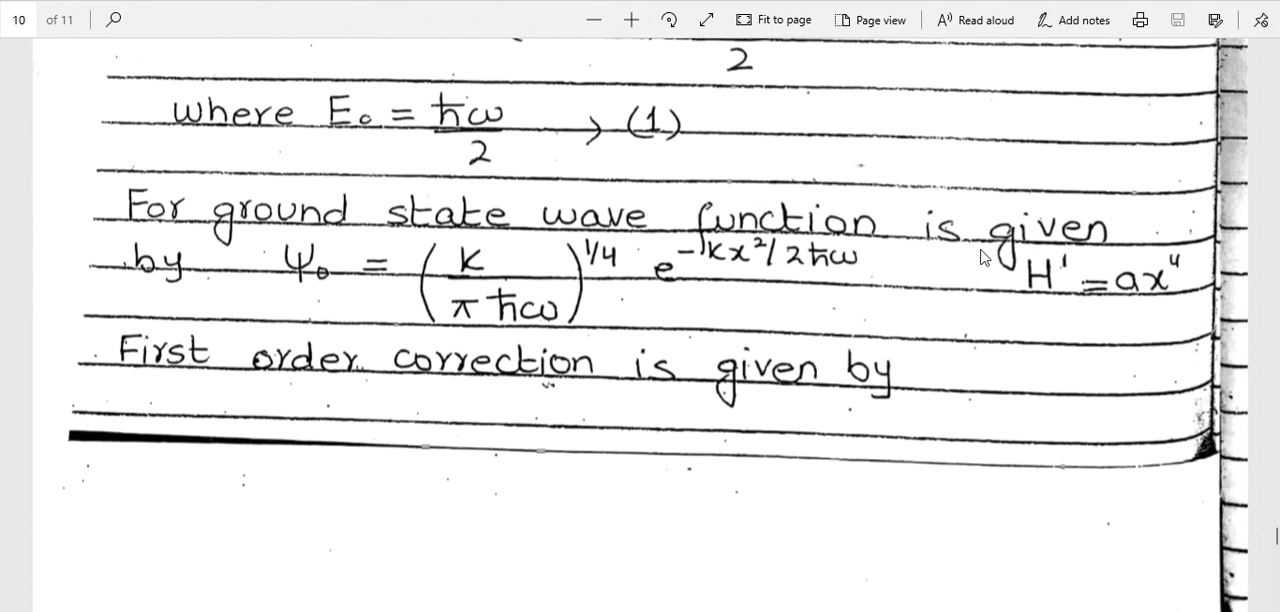 10 of 11 Fit to page Page view Read aloud Add notes
2
where E₀ = ħω/2 → (1)
For ground state wave function is given
by ψ₀ = (k/πħω)^1/4 e^-kx²/2ħω H' = ax⁴
First order correction is given by